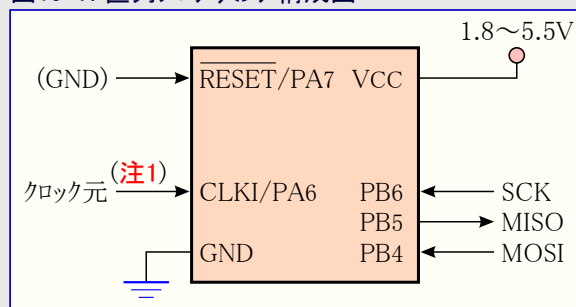 1.8～5.5V
(GND)
RESET/PA7
VCC
(注1)
クロック元
CLKI/PA6
PB6
SCK
PB5
MISO
GND
PB4
MOSI